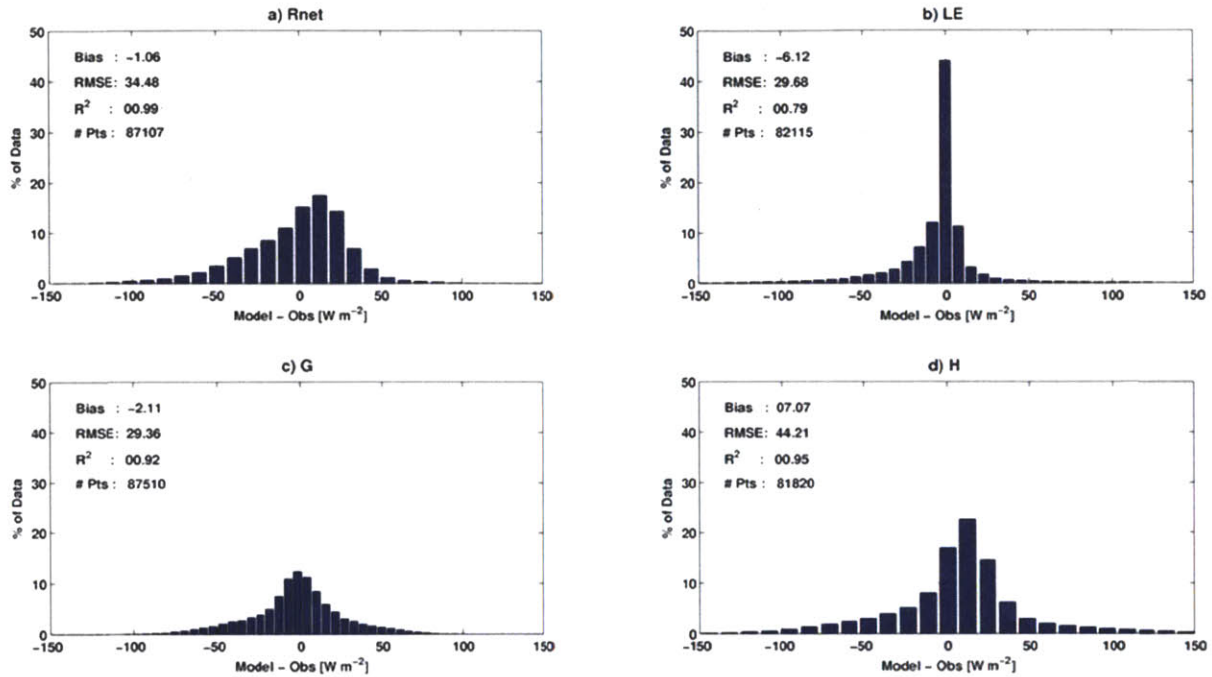 a) Rnet
50
40
30
20
10
0
% of Data
Bias : -1.06
RMSE: 34.48
R² : 00.99
# Pts : 87107
-150 -100 -50 0 50 100 150
Model - Obs [W m⁻²]
b) LE
50
40
30
20
10
0
% of Data
Bias : -6.12
RMSE: 29.68
R² : 00.79
# Pts : 82115
-150 -100 -50 0 50 100 150
Model - Obs [W m⁻²]
c) G
50
40
30
20
10
0
% of Data
Bias : -2.11
RMSE: 29.36
R² : 00.92
# Pts : 87510
-150 -100 -50 0 50 100 150
Model - Obs [W m⁻²]
d) H
50
40
30
20
10
0
% of Data
Bias : 07.07
RMSE: 44.21
R² : 00.95
# Pts : 81820
-150 -100 -50 0 50 100 150
Model - Obs [W m⁻²]